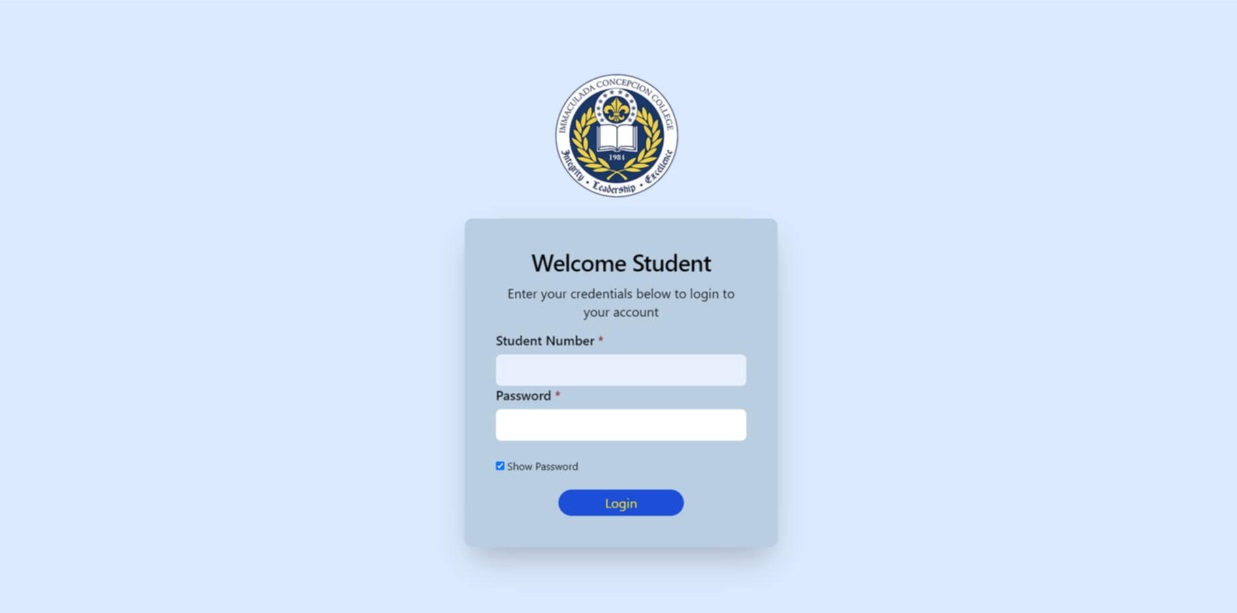 IMMACULADA CONCEPCION COLLEGE
1984
Integrity • Leadership • Excellence
Welcome Student
Enter your credentials below to login to
your account
Student Number *
Password *
Show Password
Login